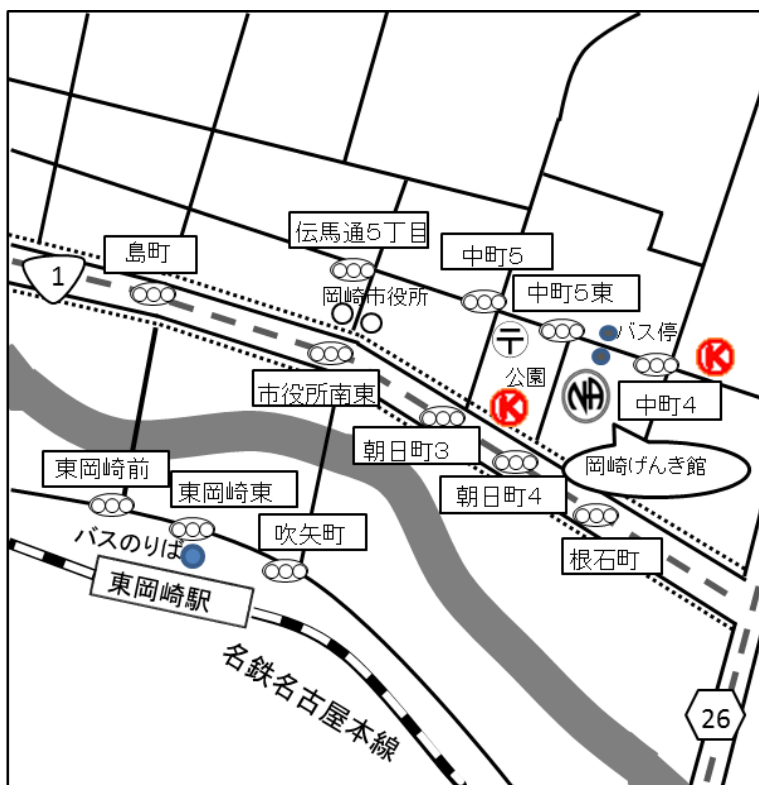 伝馬通5丁目
島町
中町5
1
中町5東
岡崎市役所
バス停
〒
公園
K
K
NA
中町4
市役所南東
朝日町3
岡崎げんき館
東岡崎前
東岡崎東
朝日町4
バスのりば
吹矢町
根石町
東岡崎駅
名鉄名古屋本線
26